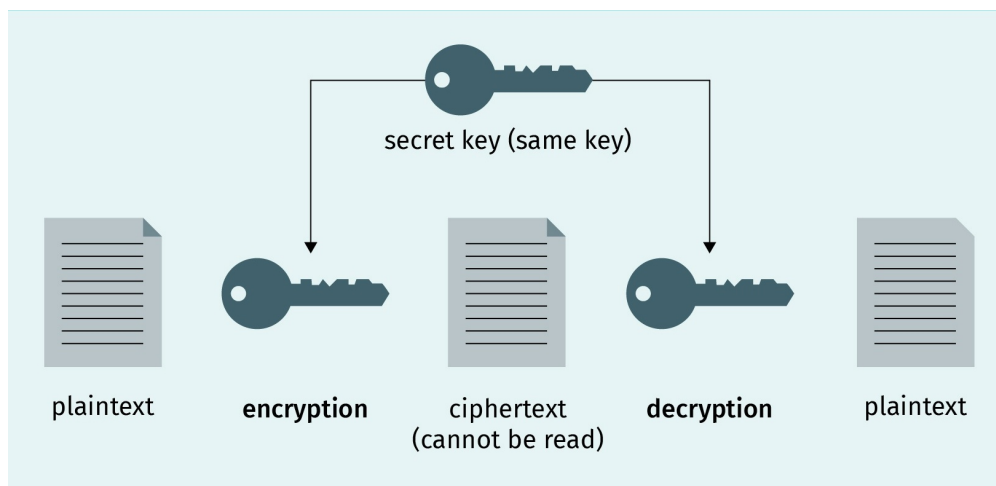 secret key (same key)
plaintext
encryption
ciphertext
(cannot be read)
decryption
plaintext